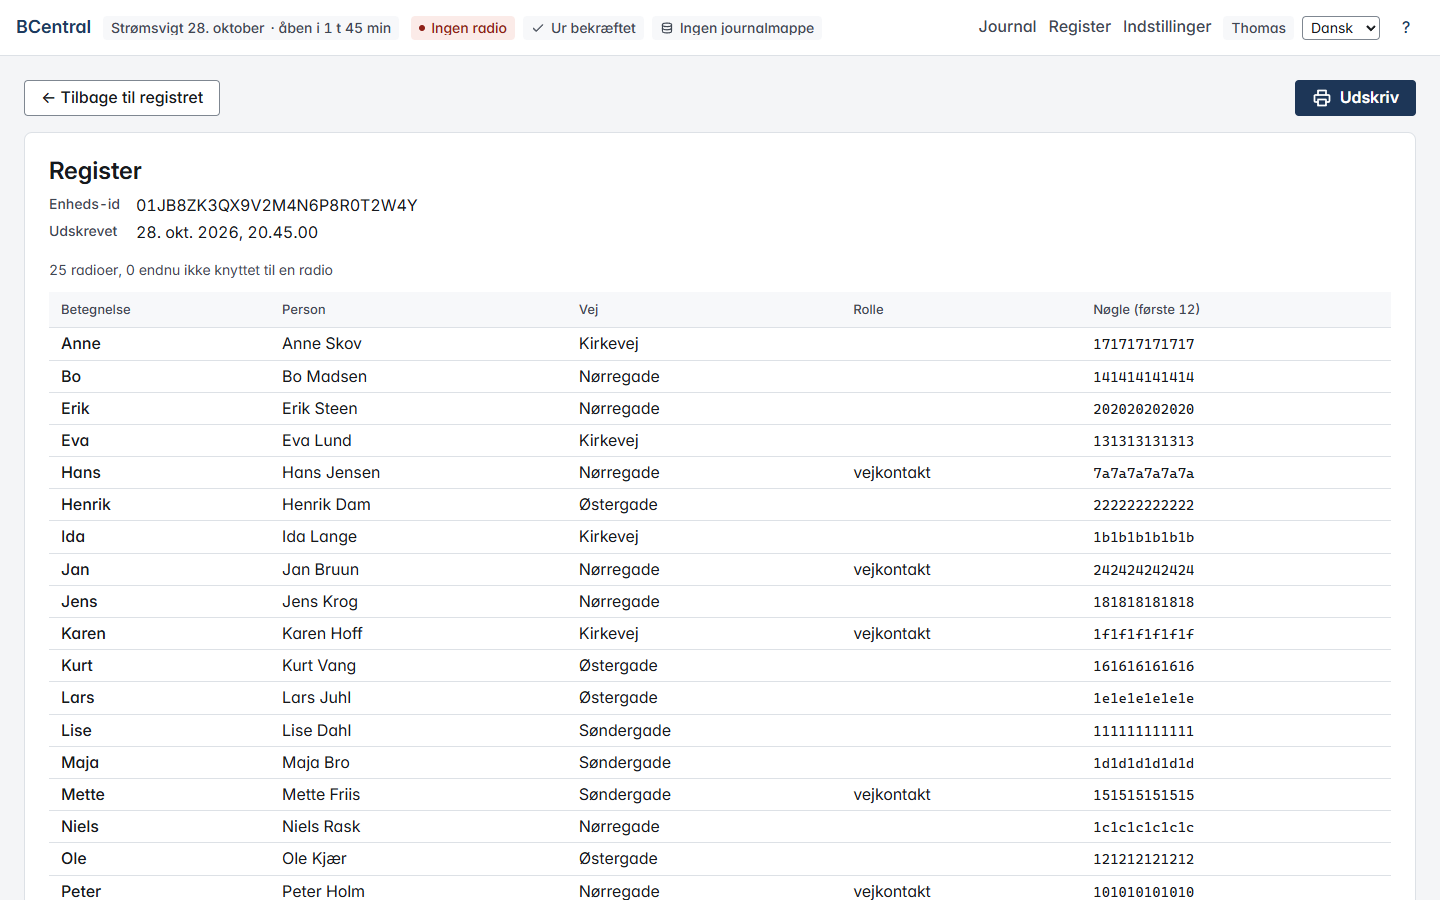 BCentral Strømsvigt 28. oktober · åben i 1 t 45 min Ingen radio Ur bekræftet Ingen journalmappe Journal Register Indstillinger Thomas Dansk ?
← Tilbage til registret Udskriv
Register
Enheds-id 01JB8ZK3QX9V2M4N6P8R0T2W4Y
Udskrevet 28. okt. 2026, 20.45.00
25 radioer, 0 endnu ikke knyttet til en radio
Betegnelse Person Vej Rolle Nøgle (første 12)
Anne Anne Skov Kirkevej 171717171717
Bo Bo Madsen Nørregade 141414141414
Erik Erik Steen Nørregade 202020202020
Eva Eva Lund Kirkevej 131313131313
Hans Hans Jensen Nørregade vejkontakt 7a7a7a7a7a7a
Henrik Henrik Dam Østergade 222222222222
Ida Ida Lange Kirkevej 1b1b1b1b1b1b
Jan Jan Bruun Nørregade vejkontakt 242424242424
Jens Jens Krog Nørregade 181818181818
Karen Karen Hoff Kirkevej vejkontakt 1f1f1f1f1f1f
Kurt Kurt Vang Østergade 161616161616
Lars Lars Juhl Østergade 1e1e1e1e1e1e
Lise Lise Dahl Søndergade 111111111111
Maja Maja Bro Søndergade 1d1d1d1d1d1d
Mette Mette Friis Søndergade vejkontakt 151515151515
Niels Niels Rask Nørregade 1c1c1c1c1c1c
Ole Ole Kjær Østergade 121212121212
Peter Peter Holm Nørregade vejkontakt 101010101010